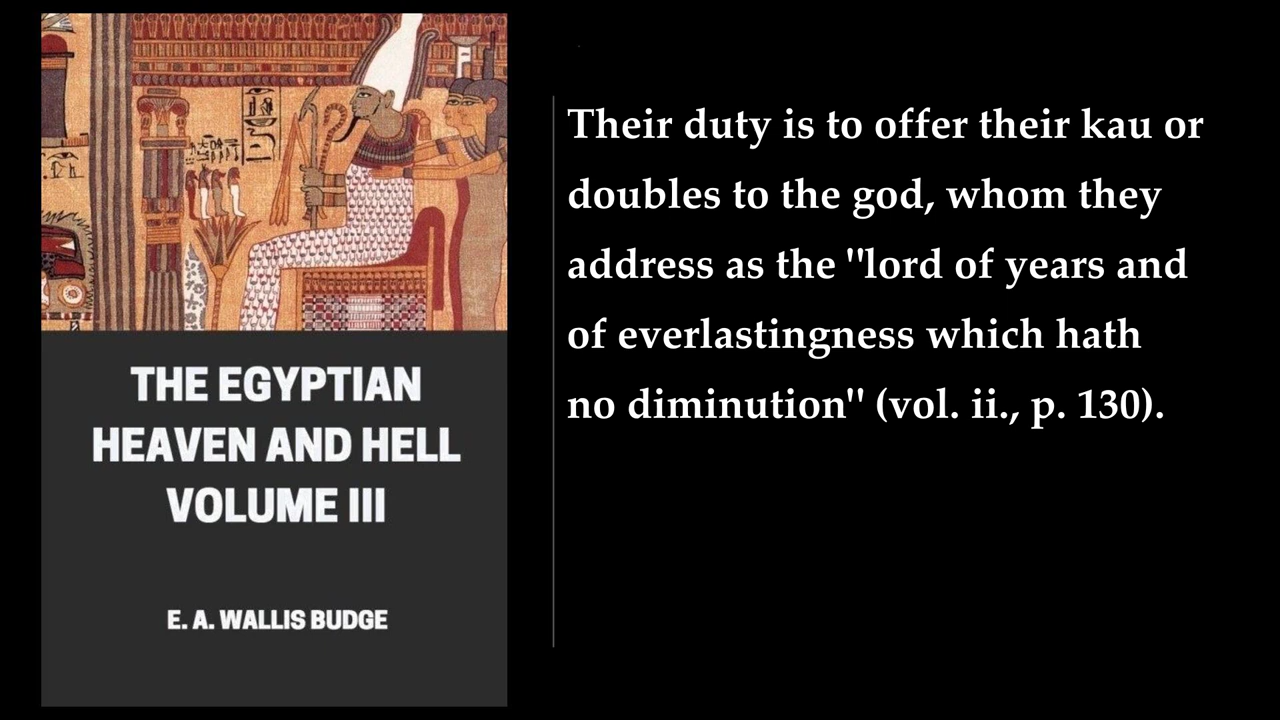 THE EGYPTIAN
HEAVEN AND HELL
VOLUME III
E. A. WALLIS BUDGE
Their duty is to offer their kau or
doubles to the god, whom they
address as the "lord of years and
of everlastingness which hath
no diminution" (vol. ii., p. 130).